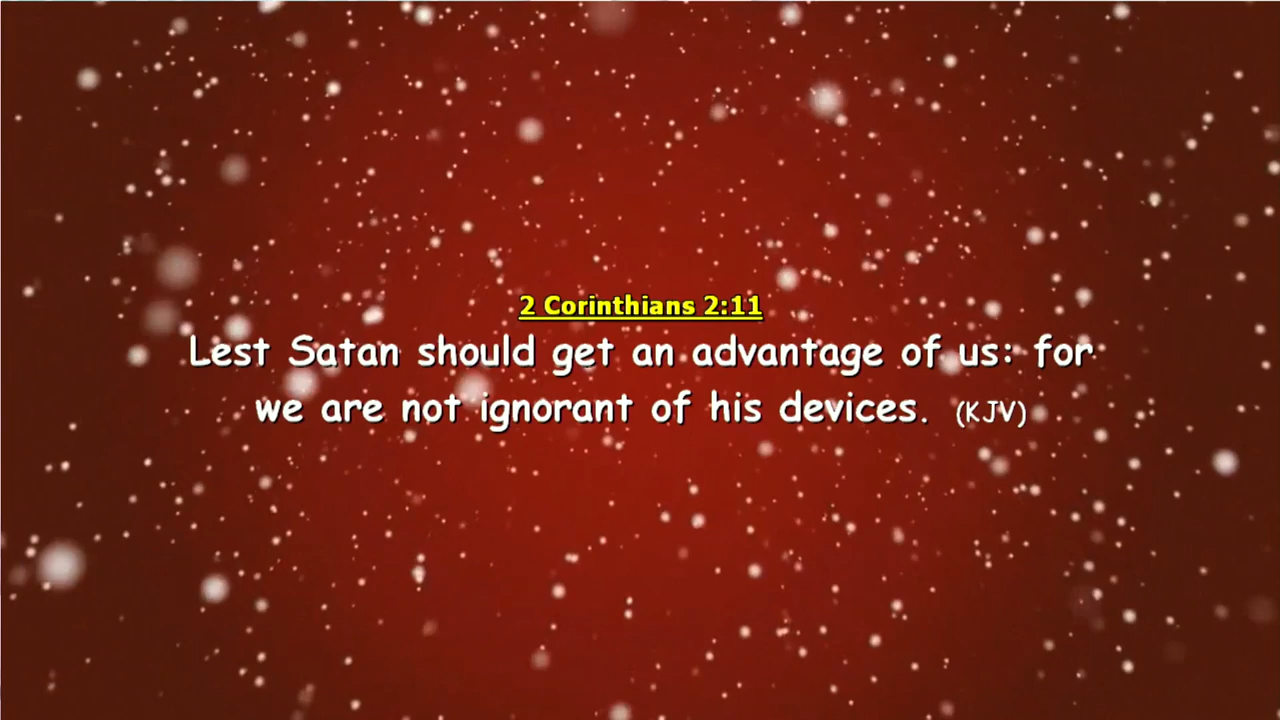 2 Corinthians 2:11
Lest Satan should get an advantage of us: for
we are not ignorant of his devices. (KJV)